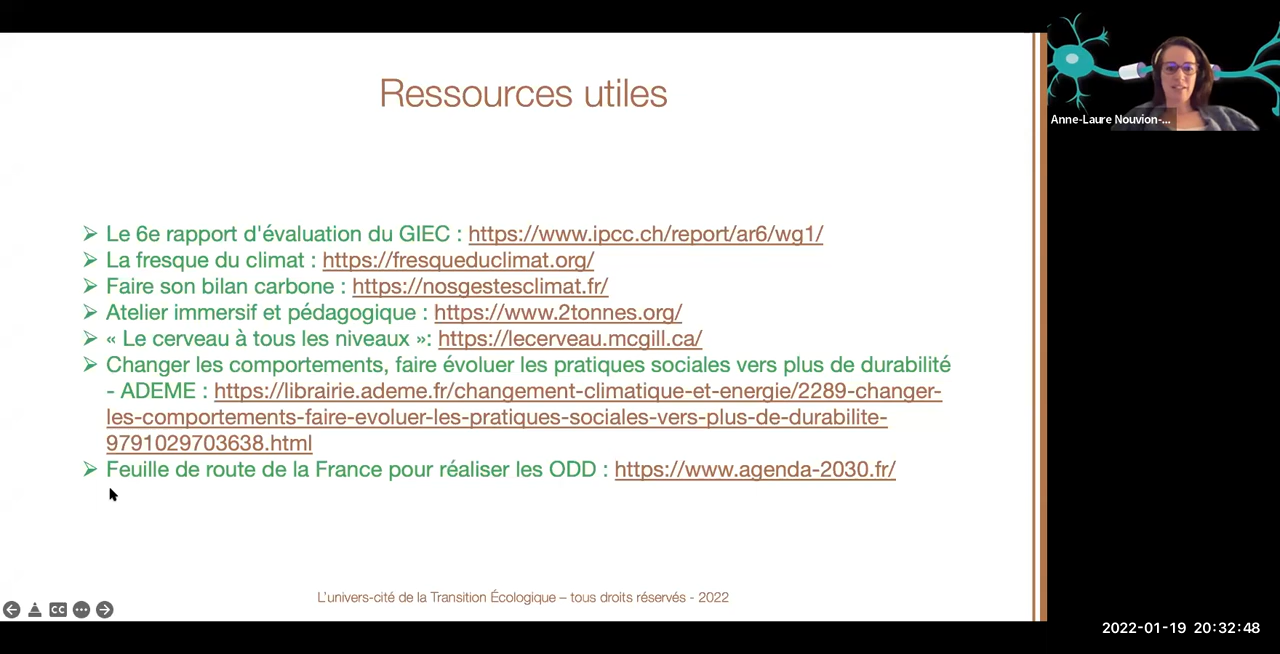 Ressources utiles
Anne-Laure Nouvion-...
➢ Le 6e rapport d'évaluation du GIEC : https://www.ipcc.ch/report/ar6/wg1/
➢ La fresque du climat : https://fresqueduclimat.org/
➢ Faire son bilan carbone : https://nosgestesclimat.fr/
➢ Atelier immersif et pédagogique : https://www.2tonnes.org/
➢ « Le cerveau à tous les niveaux »: https://lecerveau.mcgill.ca/
➢ Changer les comportements, faire évoluer les pratiques sociales vers plus de durabilité
- ADEME : https://librairie.ademe.fr/changement-climatique-et-energie/2289-changer-
les-comportements-faire-evoluer-les-pratiques-sociales-vers-plus-de-durabilite-
9791029703638.html
➢ Feuille de route de la France pour réaliser les ODD : https://www.agenda-2030.fr/
L'univers-cité de la Transition Écologique – tous droits réservés - 2022
CC
2022-01-19 20:32:48